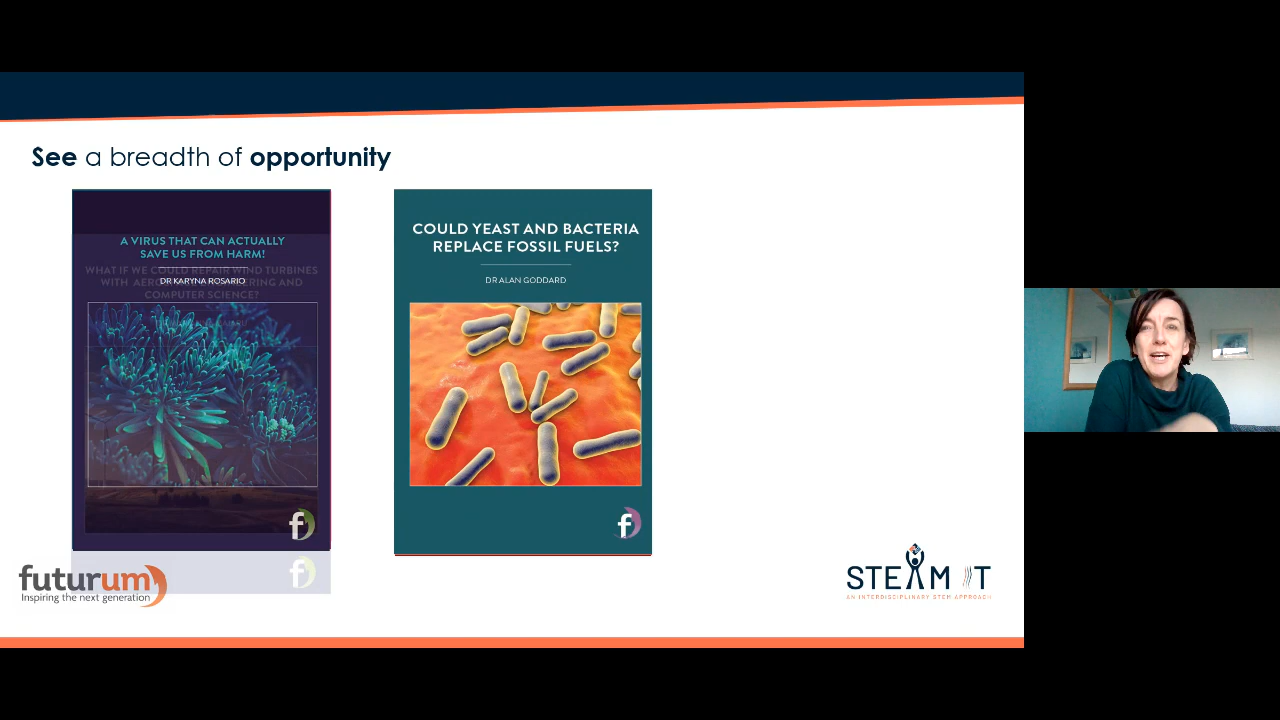 See a breadth of opportunity
A VIRUS THAT CAN ACTUALLY
SAVE US FROM HARM!
WHAT IF WE COULD REPAIR WIND TURBINES
DR KARYNA ROSARIO
WITH AND
COMPUTER SCIENCE?
COULD YEAST AND BACTERIA
REPLACE FOSSIL FUELS?
DR ALAN GODDARD
f
f
f
futurum
Inspiring the next generation
STEAM IT
AN INTERDISCIPLINARY STEM APPROACH